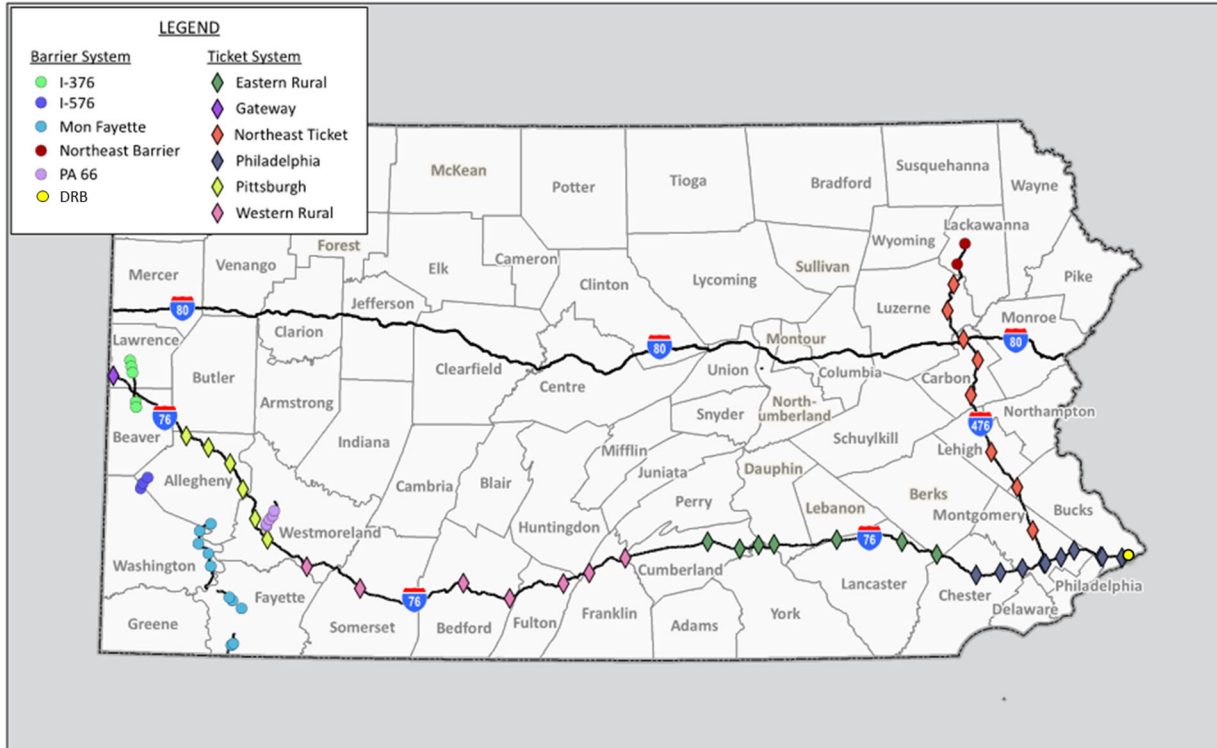 LEGEND
Barrier System
I-376
I-576
Mon Fayette
Northeast Barrier
PA 66
DRB
Ticket System
Eastern Rural
Gateway
Northeast Ticket
Philadelphia
Pittsburgh
Western Rural
McKean
Potter
Tioga
Bradford
Susquehanna
Wayne
Forest
Lackawanna
Wyoming
Mercer
Venango
Elk
Cameron
Clinton
Lycoming
Sullivan
Pike
Jefferson
Luzerne
80
Clarion
Monroe
Lawrence
80
Montour
80
Butler
Clearfield
Centre
Union
Columbia
Carbon
Armstrong
Snyder
North-
umberland
Northampton
76
476
Beaver
Indiana
Mifflin
Schuylkill
Lehigh
Allegheny
Cambria
Blair
Juniata
Dauphin
Perry
Lebanon
Berks
Bucks
Westmoreland
Huntingdon
Montgomery
76
Washington
Cumberland
Lancaster
Philadelphia
Fayette
76
Chester
Greene
Somerset
Bedford
Fulton
Franklin
Adams
York
Delaware